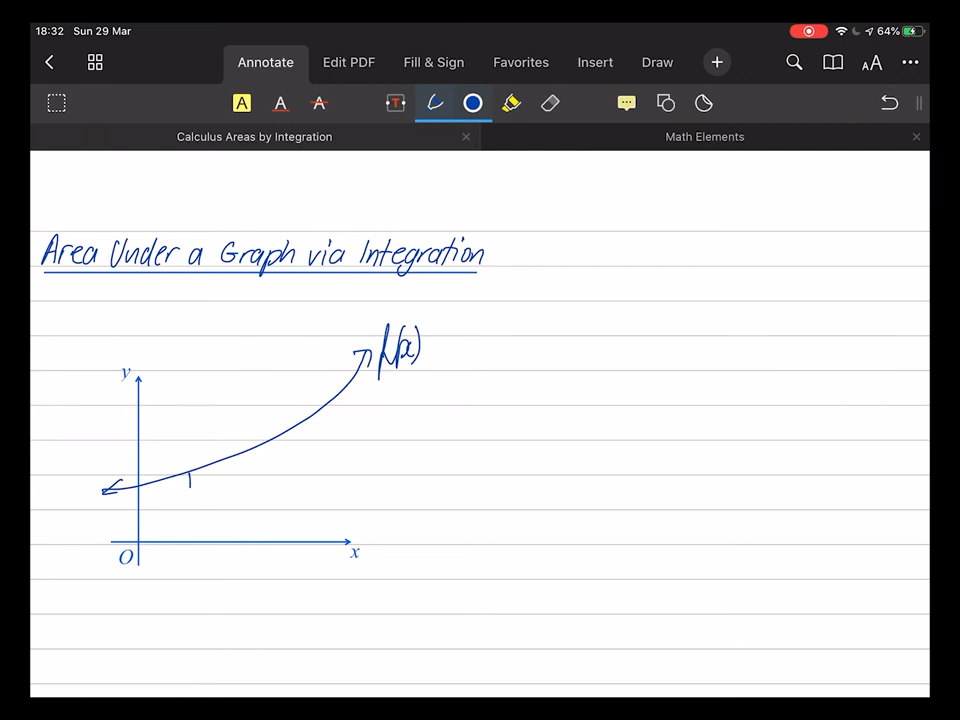 18:32 Sun 29 Mar 64%
Annotate Edit PDF Fill & Sign Favorites Insert Draw
A A A T AA
Calculus Areas by Integration Math Elements
Area Under a Graph via Integration
f(x)
y
O x